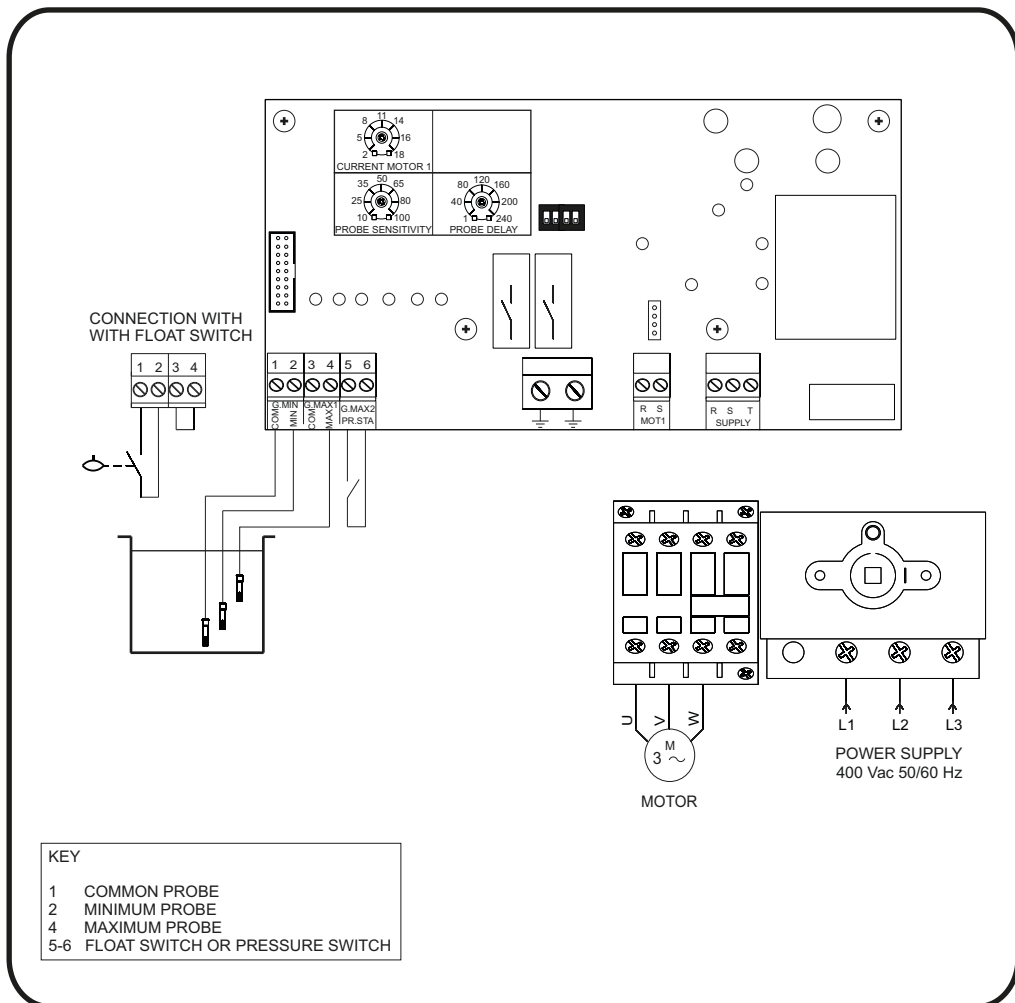 11
8 14
5 16
2 18
CURRENT MOTOR 1
50
35 65
25 80
10 100
PROBE SENSITIVITY
120
80 160
40 200
1 240
PROBE DELAY
CONNECTION WITH
WITH FLOAT SWITCH
1 2 3 4
1 2 3 4 5 6
G.MIN G.MAX1 G.MAX2
COM MIN COM MAX1 PR.STA
R S
MOT1
R S T
SUPPLY
U V W
M
3 ~
MOTOR
L1 L2 L3
POWER SUPPLY
400 Vac 50/60 Hz
KEY
1 COMMON PROBE
2 MINIMUM PROBE
4 MAXIMUM PROBE
5-6 FLOAT SWITCH OR PRESSURE SWITCH